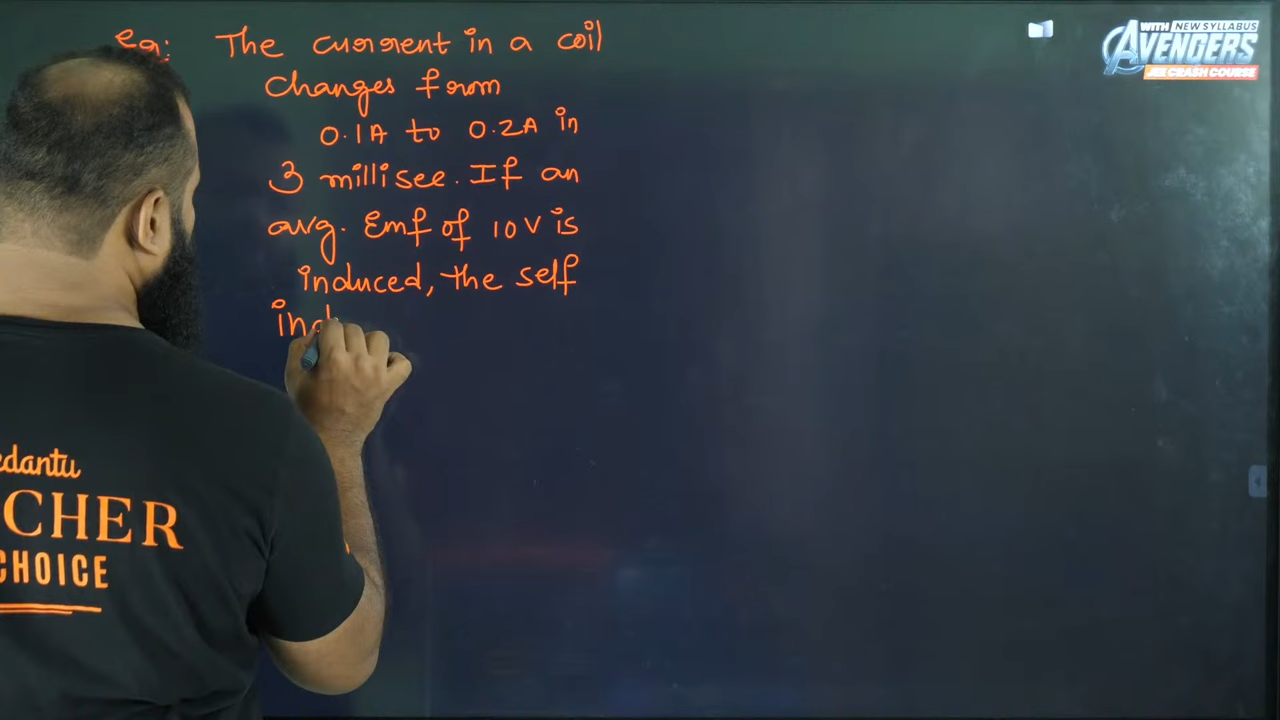 Eg: The current in a coil
changes from
0.1A to 0.2A in
3 millisec. If an
avg. Emf of 10V is
induced, the self
ind
WITH NEW SYLLABUS
AVENGERS
JEE CRASH COURSE
edantu
CHER
CHOICE